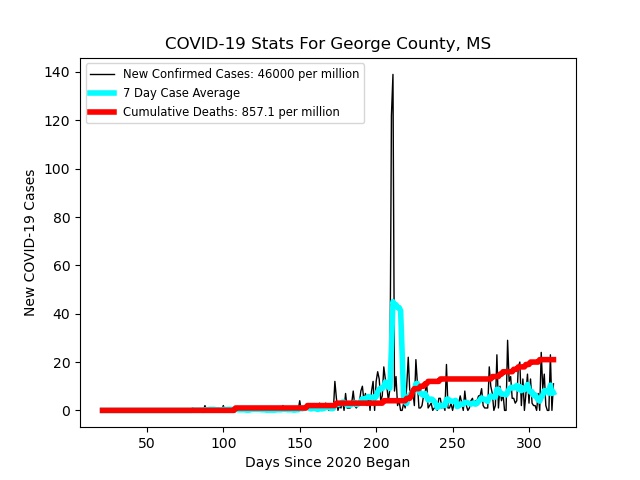 COVID-19 Stats For George County, MS
New Confirmed Cases: 46000 per million
7 Day Case Average
Cumulative Deaths: 857.1 per million
140
120
100
80
60
40
20
0
New COVID-19 Cases
50 100 150 200 250 300
Days Since 2020 Began